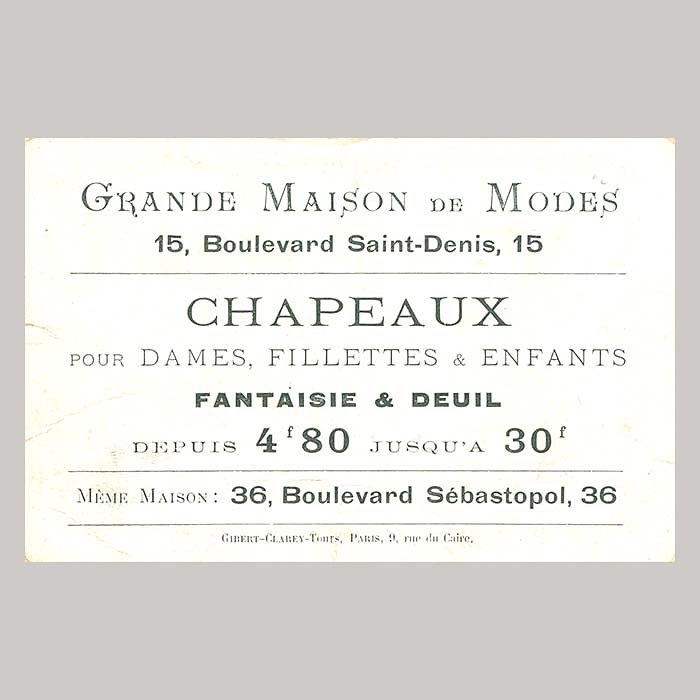 GRANDE MAISON DE MODES
15, Boulevard Saint-Denis, 15
CHAPEAUX
POUR DAMES, FILLETTES & ENFANTS
FANTAISIE & DEUIL
DEPUIS 4f80 JUSQU'A 30f
MÊME MAISON: 36, Boulevard Sébastopol, 36
GIBERT-CLAREY-Tours, PARIS, 9, rue du Caire.